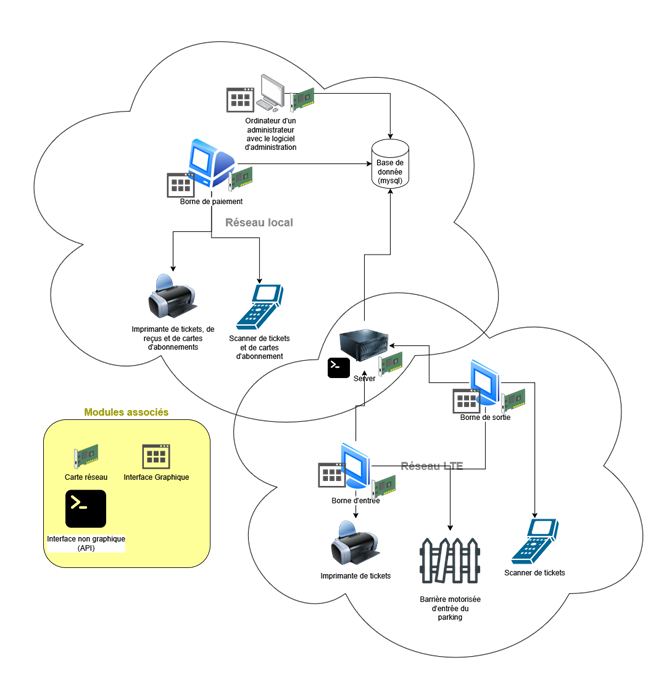 Ordinateur d'un
administrateur
avec le logiciel
d'administration
Base de
donnée
(mysql)
Borne de paiement
Réseau local
Imprimante de tickets, de
reçus et de cartes
d'abonnements
Scanner de tickets
et de cartes
d'abonnement
Server
Borne de sortie
Modules associés
Carte réseau
Interface Graphique
Interface non graphique
(API)
Réseau LTE
Borne d'entrée
Imprimante de tickets
Scanner de tickets
Barrière motorisée
d'entrée du
parking